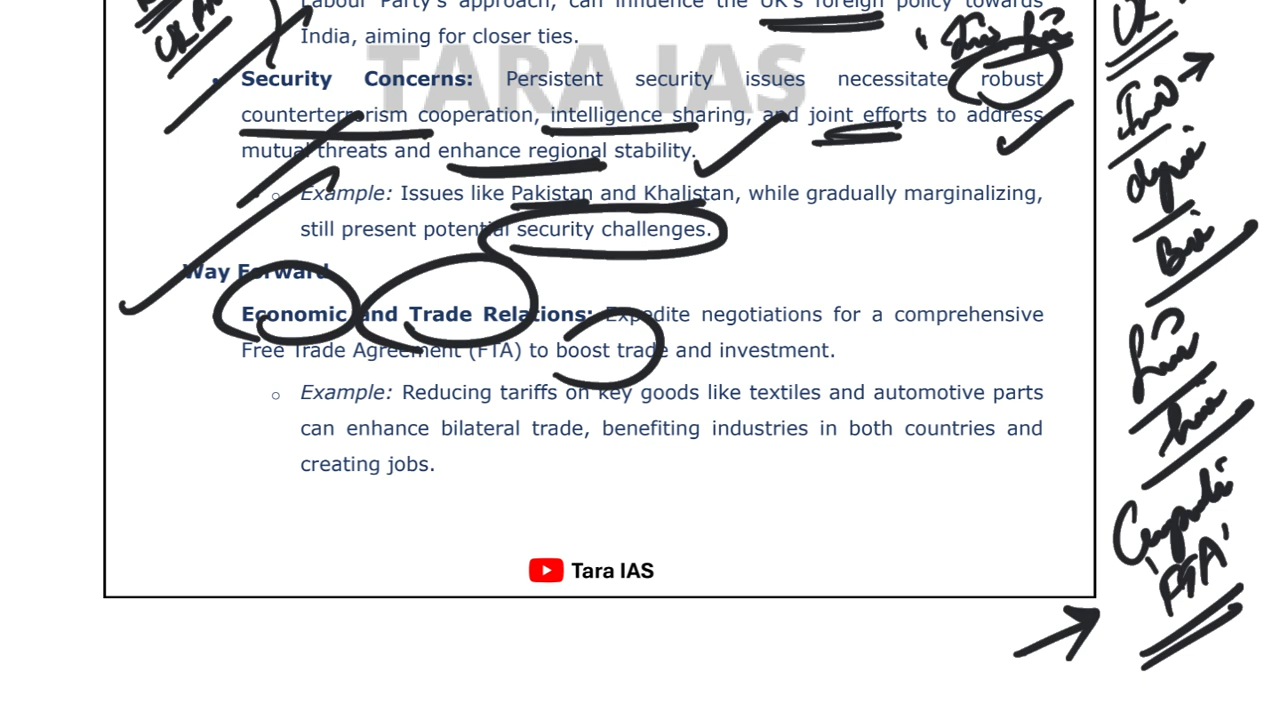 Labour Party's approach, can influence the UK's foreign policy towards
India, aiming for closer ties.
TARA IAS
• Security Concerns: Persistent security issues necessitate robust
counterterrorism cooperation, intelligence sharing, and joint efforts to address
mutual threats and enhance regional stability.
o Example: Issues like Pakistan and Khalistan, while gradually marginalizing,
still present potential security challenges.
Way Forward
Economic and Trade Relations: Expedite negotiations for a comprehensive
Free Trade Agreement (FTA) to boost trade and investment.
o Example: Reducing tariffs on key goods like textiles and automotive parts
can enhance bilateral trade, benefiting industries in both countries and
creating jobs.
Tara IAS
UK
'FTA'